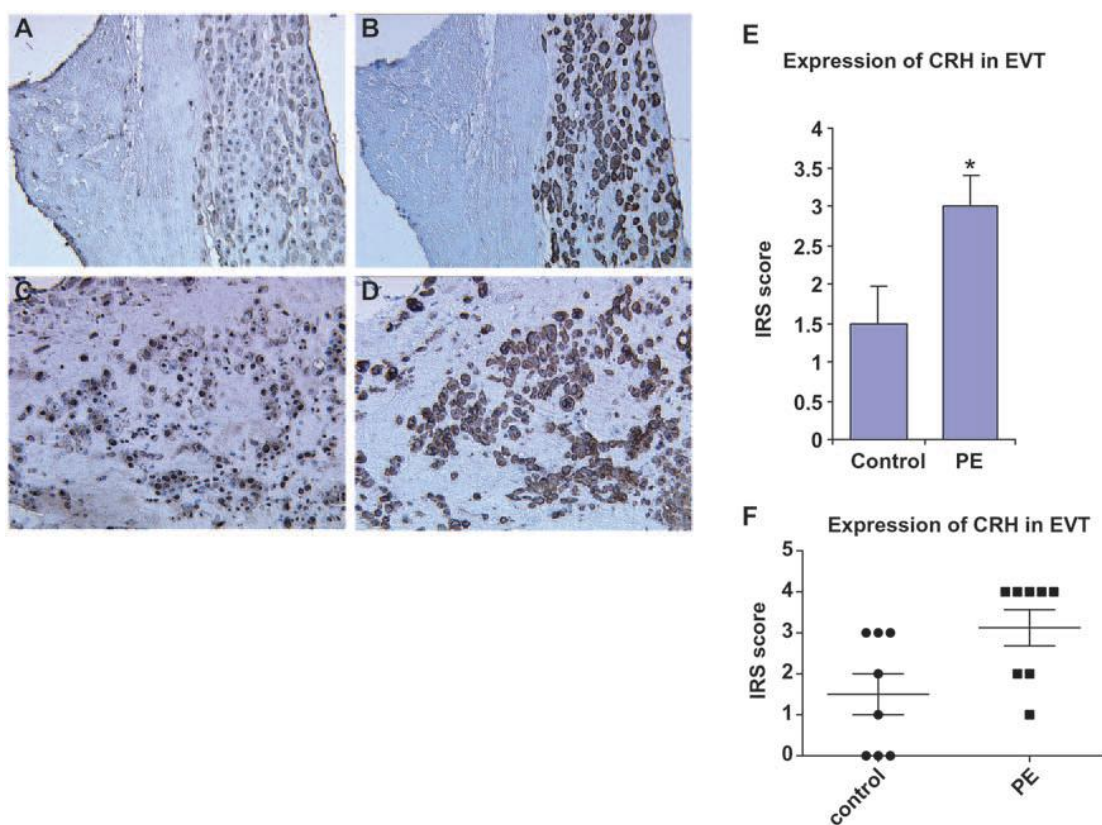 A
B
C
D
E
Expression of CRH in EVT
4
3.5
3
2.5
2
1.5
1
0.5
0
IRS score
*
Control
PE
F
Expression of CRH in EVT
5
4
3
2
1
0
IRS score
control
PE